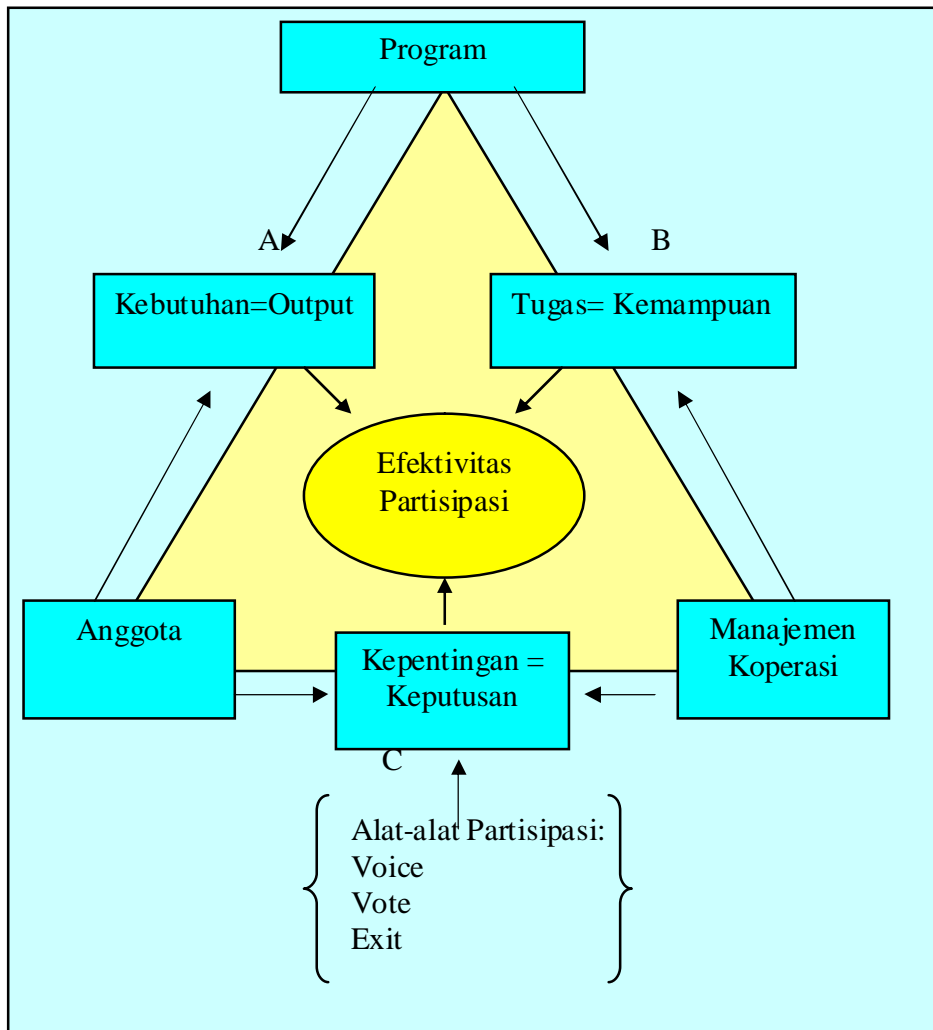 Program
A
B
Kebutuhan=Output
Tugas= Kemampuan
Efektivitas
Partisipasi
Anggota
Kepentingan =
Keputusan
Manajemen
Koperasi
C
Alat-alat Partisipasi:
Voice
Vote
Exit